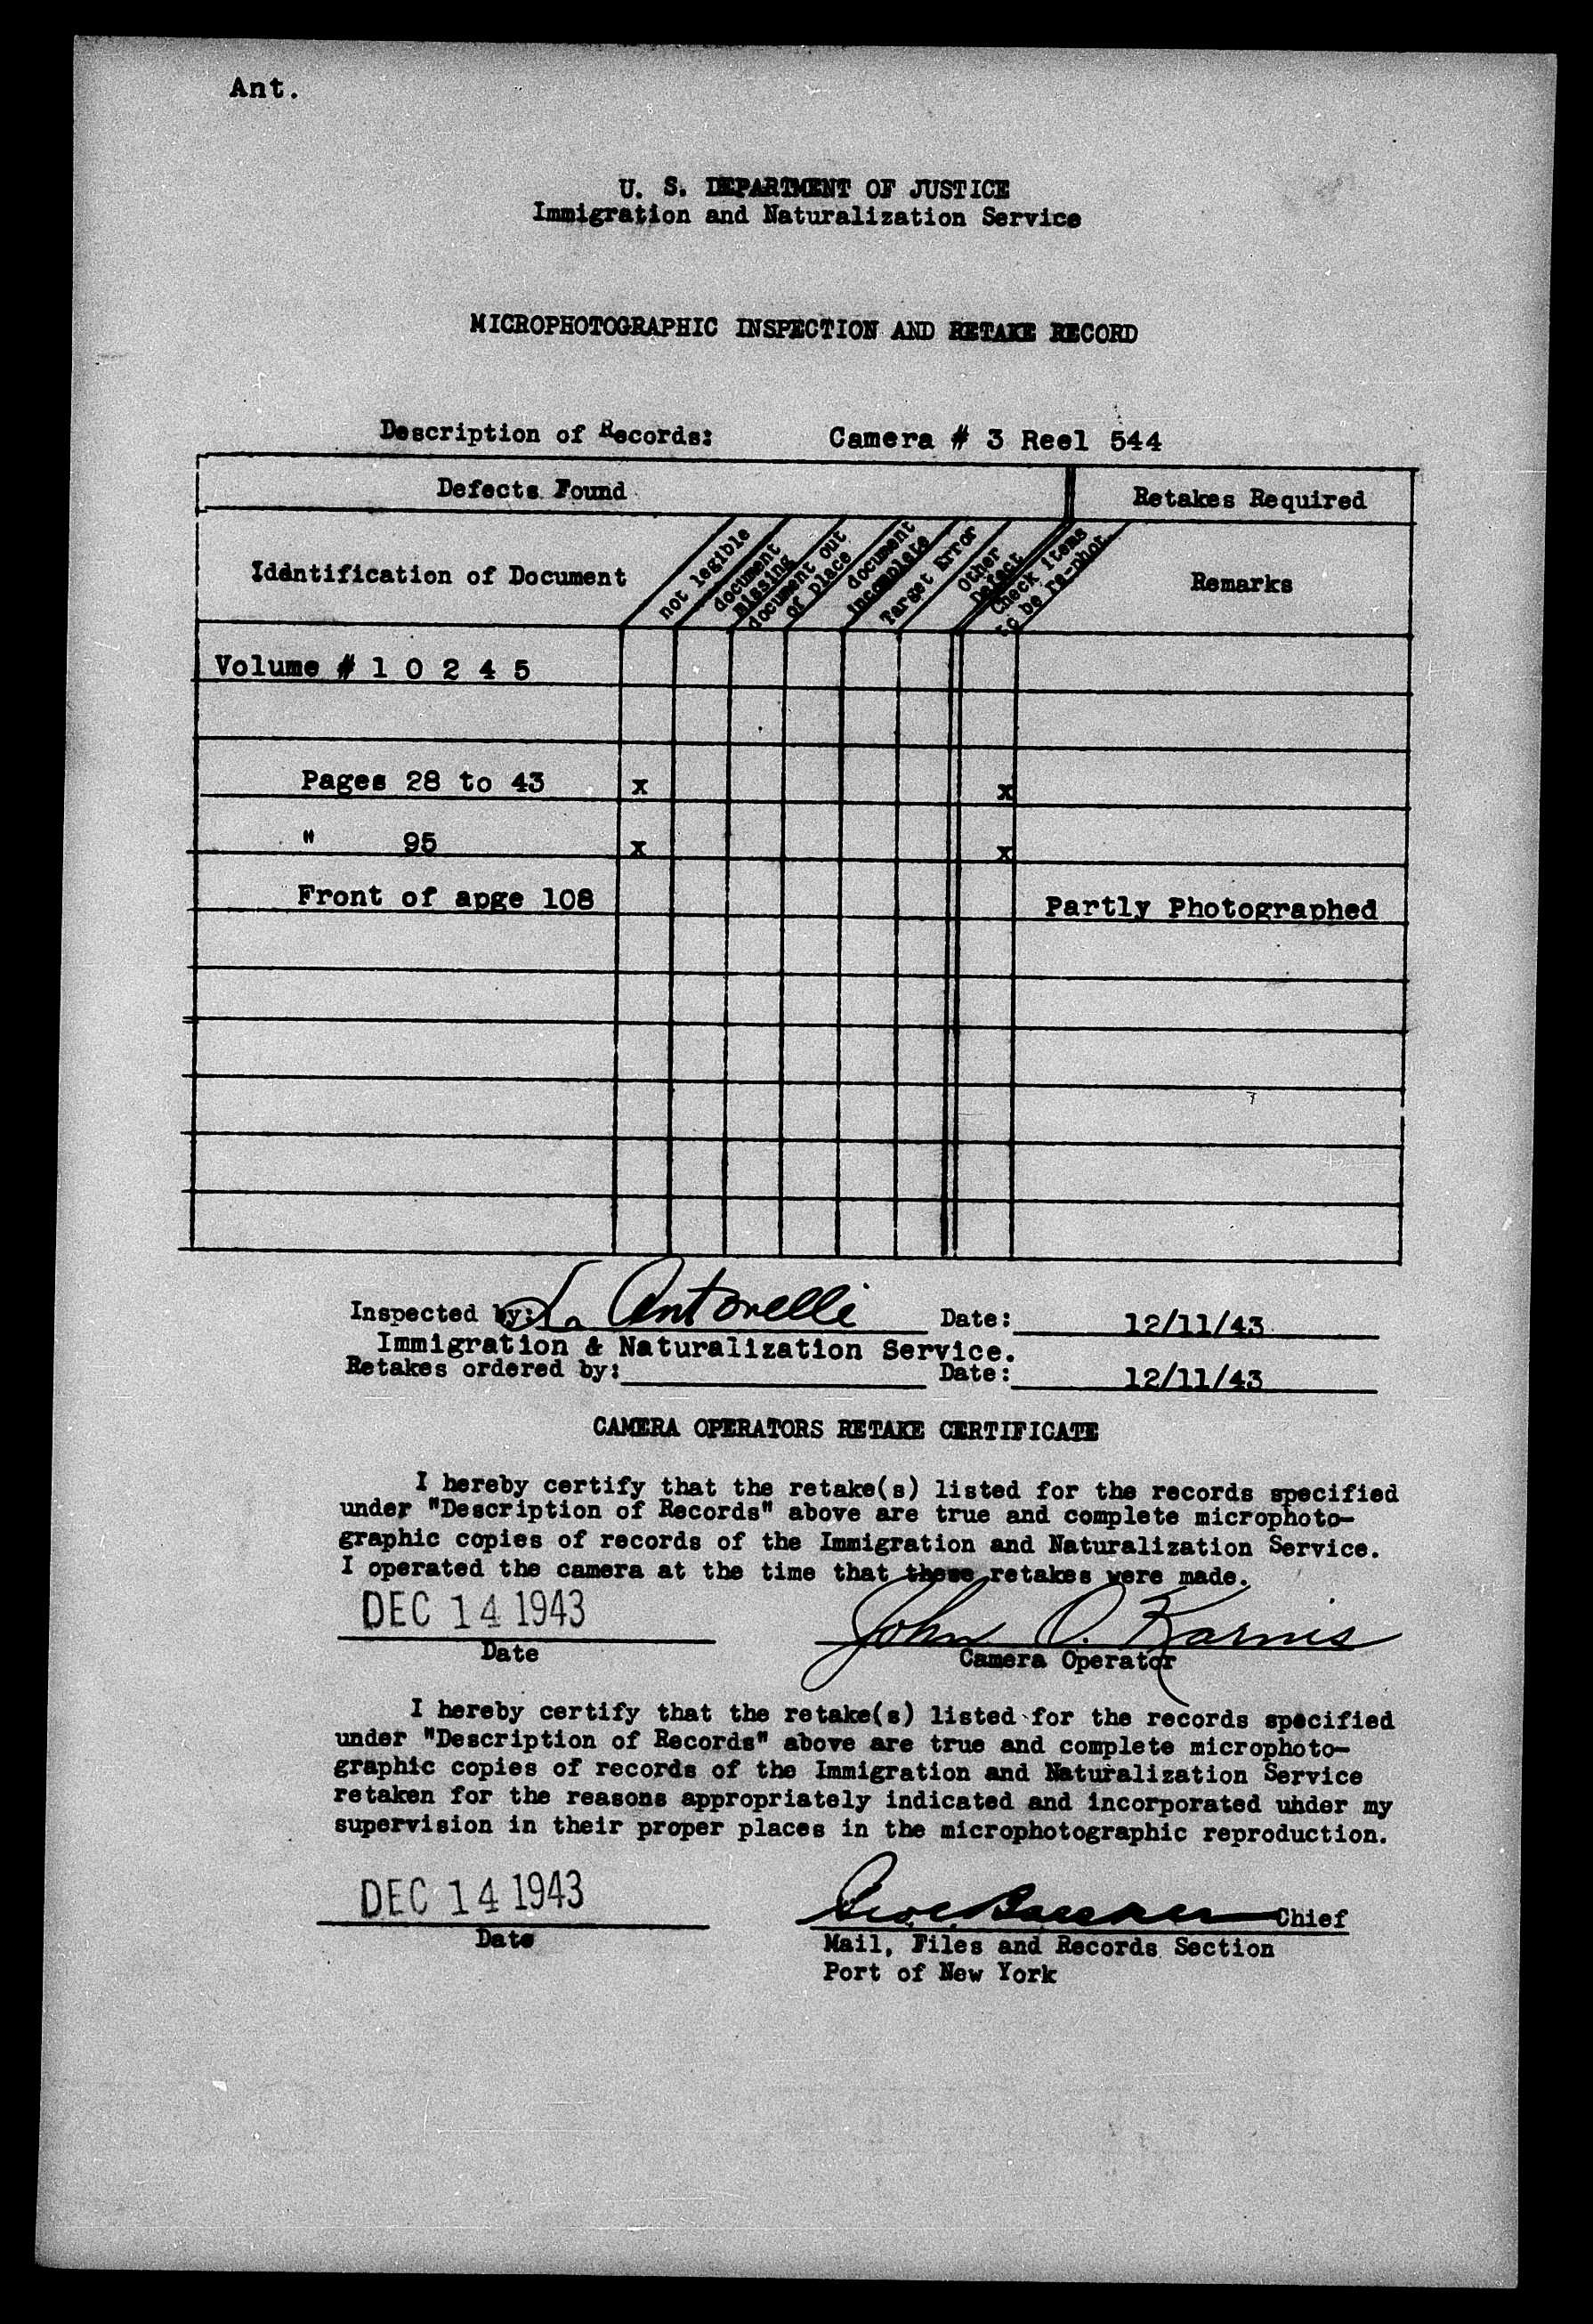 Ant.
U. S. DEPARTMENT OF JUSTICE
Immigration and Naturalization Service
MICROPHOTOGRAPHIC INSPECTION AND RETAKE RECORD
Description of Records: Camera # 3 Reel 544
Defects Found Retakes Required
Identification of Document
not legible
document missing
document out of place
document incomplete
Target Error
Other Defect
Check items to be re-phot.
Remarks
Volume # 1 0 2 4 5
Pages 28 to 43 x x
" 95 x x
Front of apge 108 Partly Photographed
Inspected by: L. Antonelli Date: 12/11/43
Immigration & Naturalization Service.
Retakes ordered by: Date: 12/11/43
CAMERA OPERATORS RETAKE CERTIFICATE
I hereby certify that the retake(s) listed for the records specified
under "Description of Records" above are true and complete microphoto-
graphic copies of records of the Immigration and Naturalization Service.
I operated the camera at the time that these retakes were made.
DEC 14 1943 John O. Karnis
Date Camera Operator
I hereby certify that the retake(s) listed for the records specified
under "Description of Records" above are true and complete microphoto-
graphic copies of records of the Immigration and Naturalization Service
retaken for the reasons appropriately indicated and incorporated under my
supervision in their proper places in the microphotographic reproduction.
DEC 14 1943 Chief
Date Mail, Files and Records Section
Port of New York